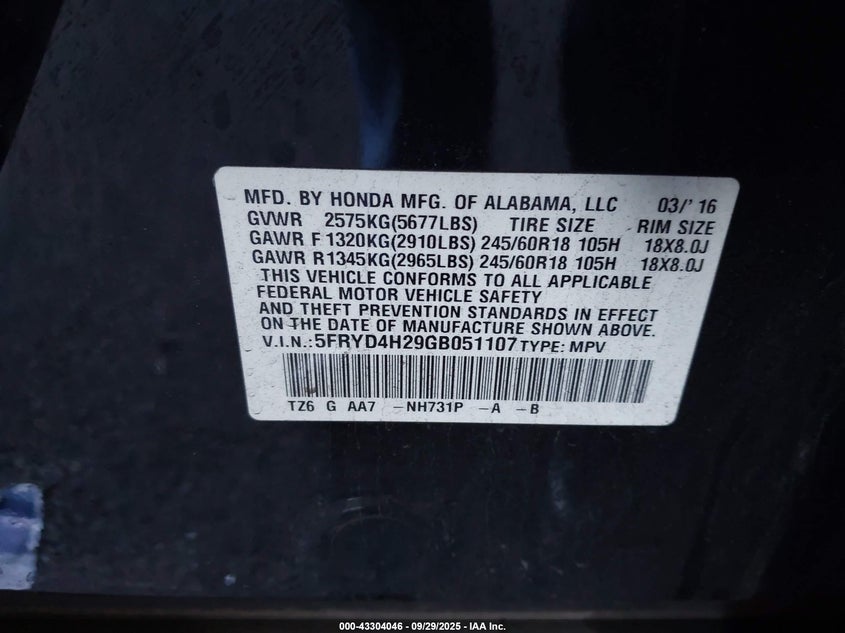 MFD. BY HONDA MFG. OF ALABAMA, LLC 03/' 16
GVWR 2575KG(5677LBS) TIRE SIZE RIM SIZE
GAWR F 1320KG(2910LBS) 245/60R18 105H 18X8.0J
GAWR R1345KG(2965LBS) 245/60R18 105H 18X8.0J
THIS VEHICLE CONFORMS TO ALL APPLICABLE
FEDERAL MOTOR VEHICLE SAFETY
AND THEFT PREVENTION STANDARDS IN EFFECT
ON THE DATE OF MANUFACTURE SHOWN ABOVE.
V.I.N.:5FRYD4H29GB051107 TYPE: MPV
TZ6 G AA7 -NH731P -A -B
000-43304046 - 09/29/2025 - IAA Inc.